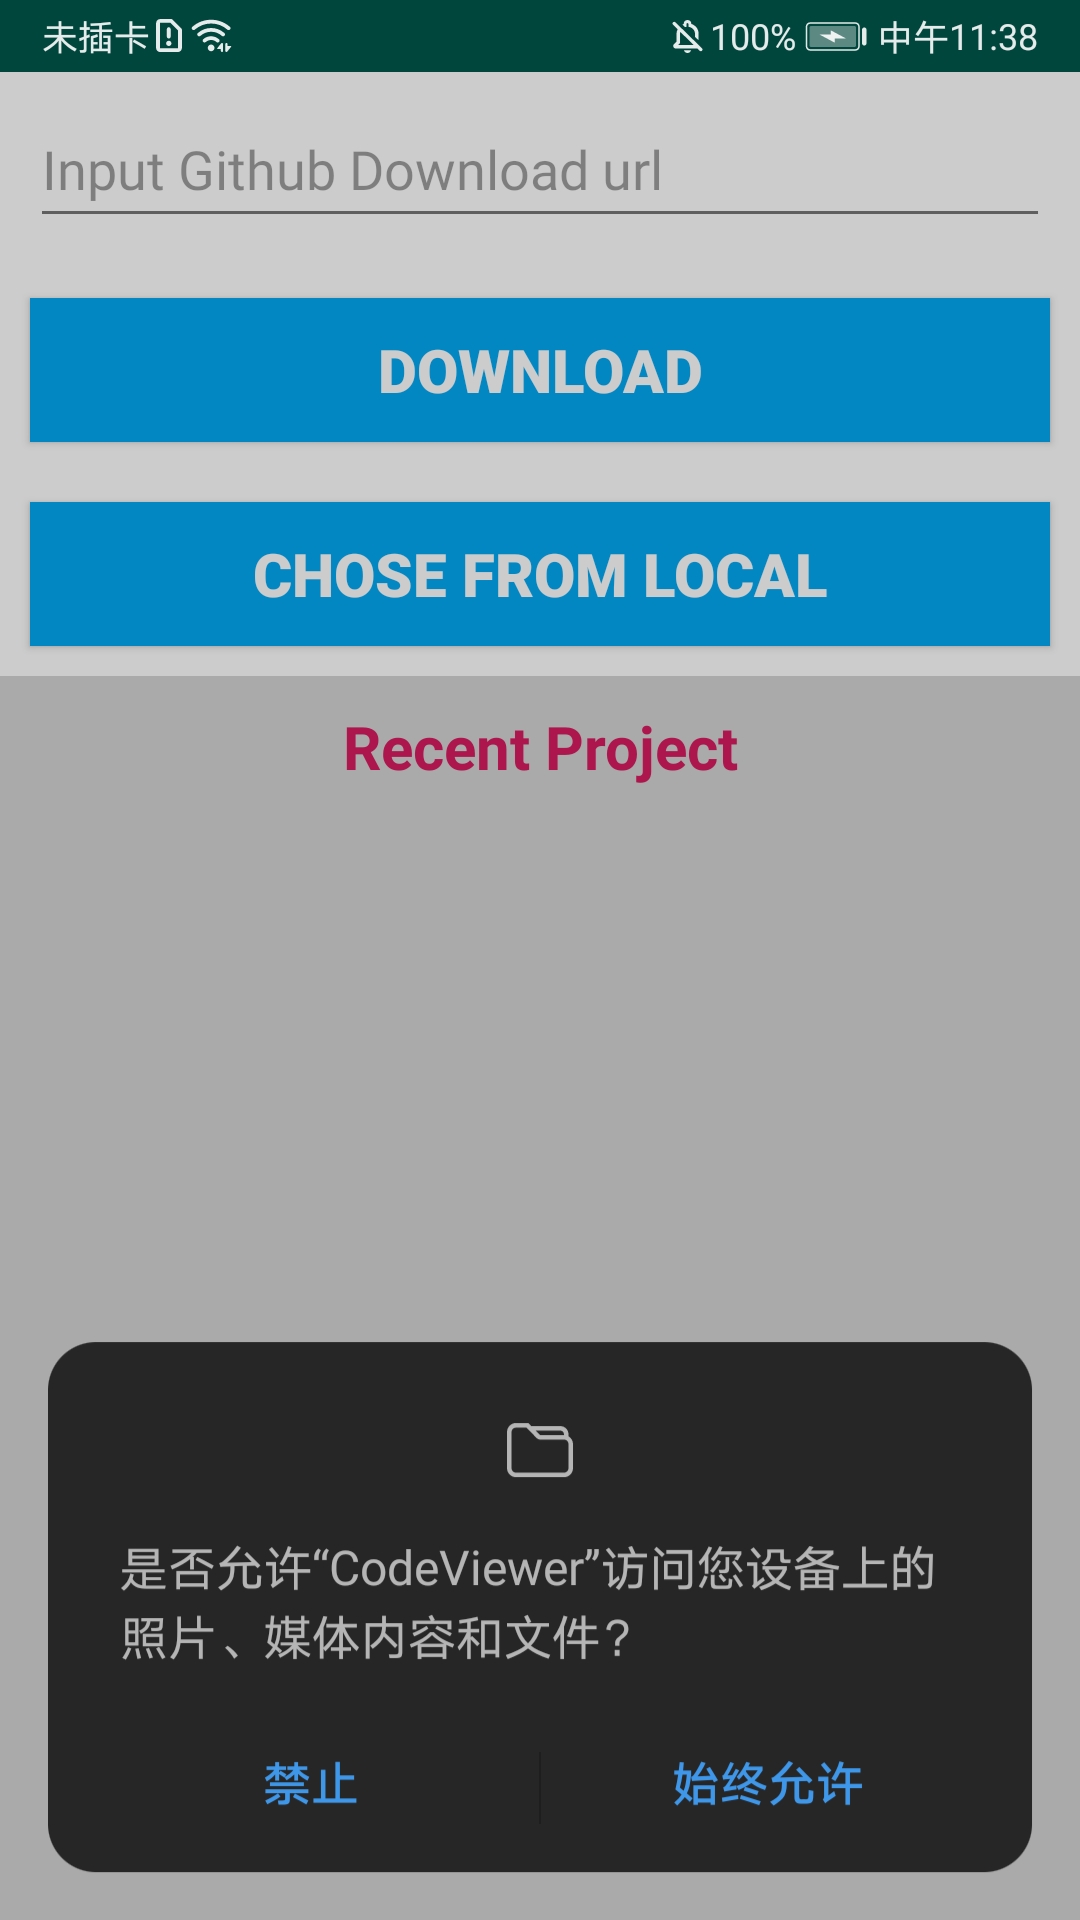 未插卡 100% 中午11:38
Input Github Download url
DOWNLOAD
CHOSE FROM LOCAL
Recent Project
是否允许“CodeViewer”访问您设备上的
照片、媒体内容和文件？
禁止 始终允许